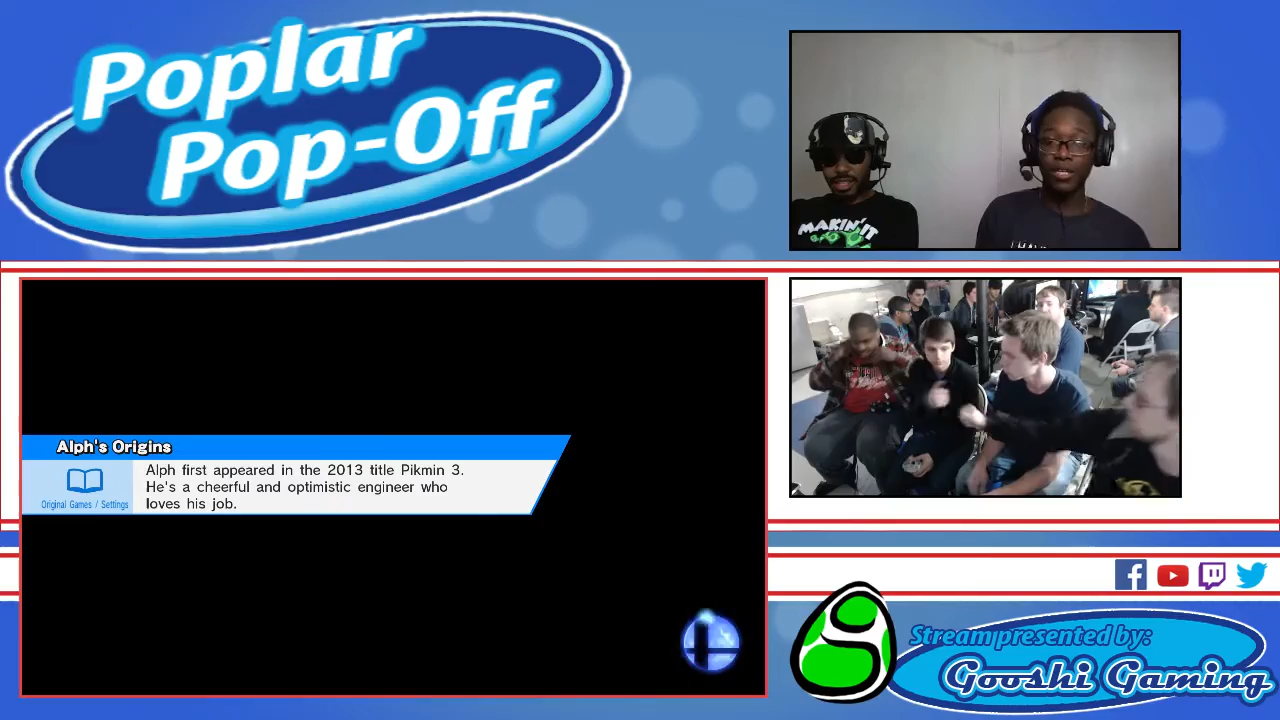 Poplar
Pop-Off
MAKIN' IT
I HAVE
Alph's Origins
Original Games / Settings
Alph first appeared in the 2013 title Pikmin 3.
He's a cheerful and optimistic engineer who
loves his job.
Stream presented by:
Gooshi Gaming